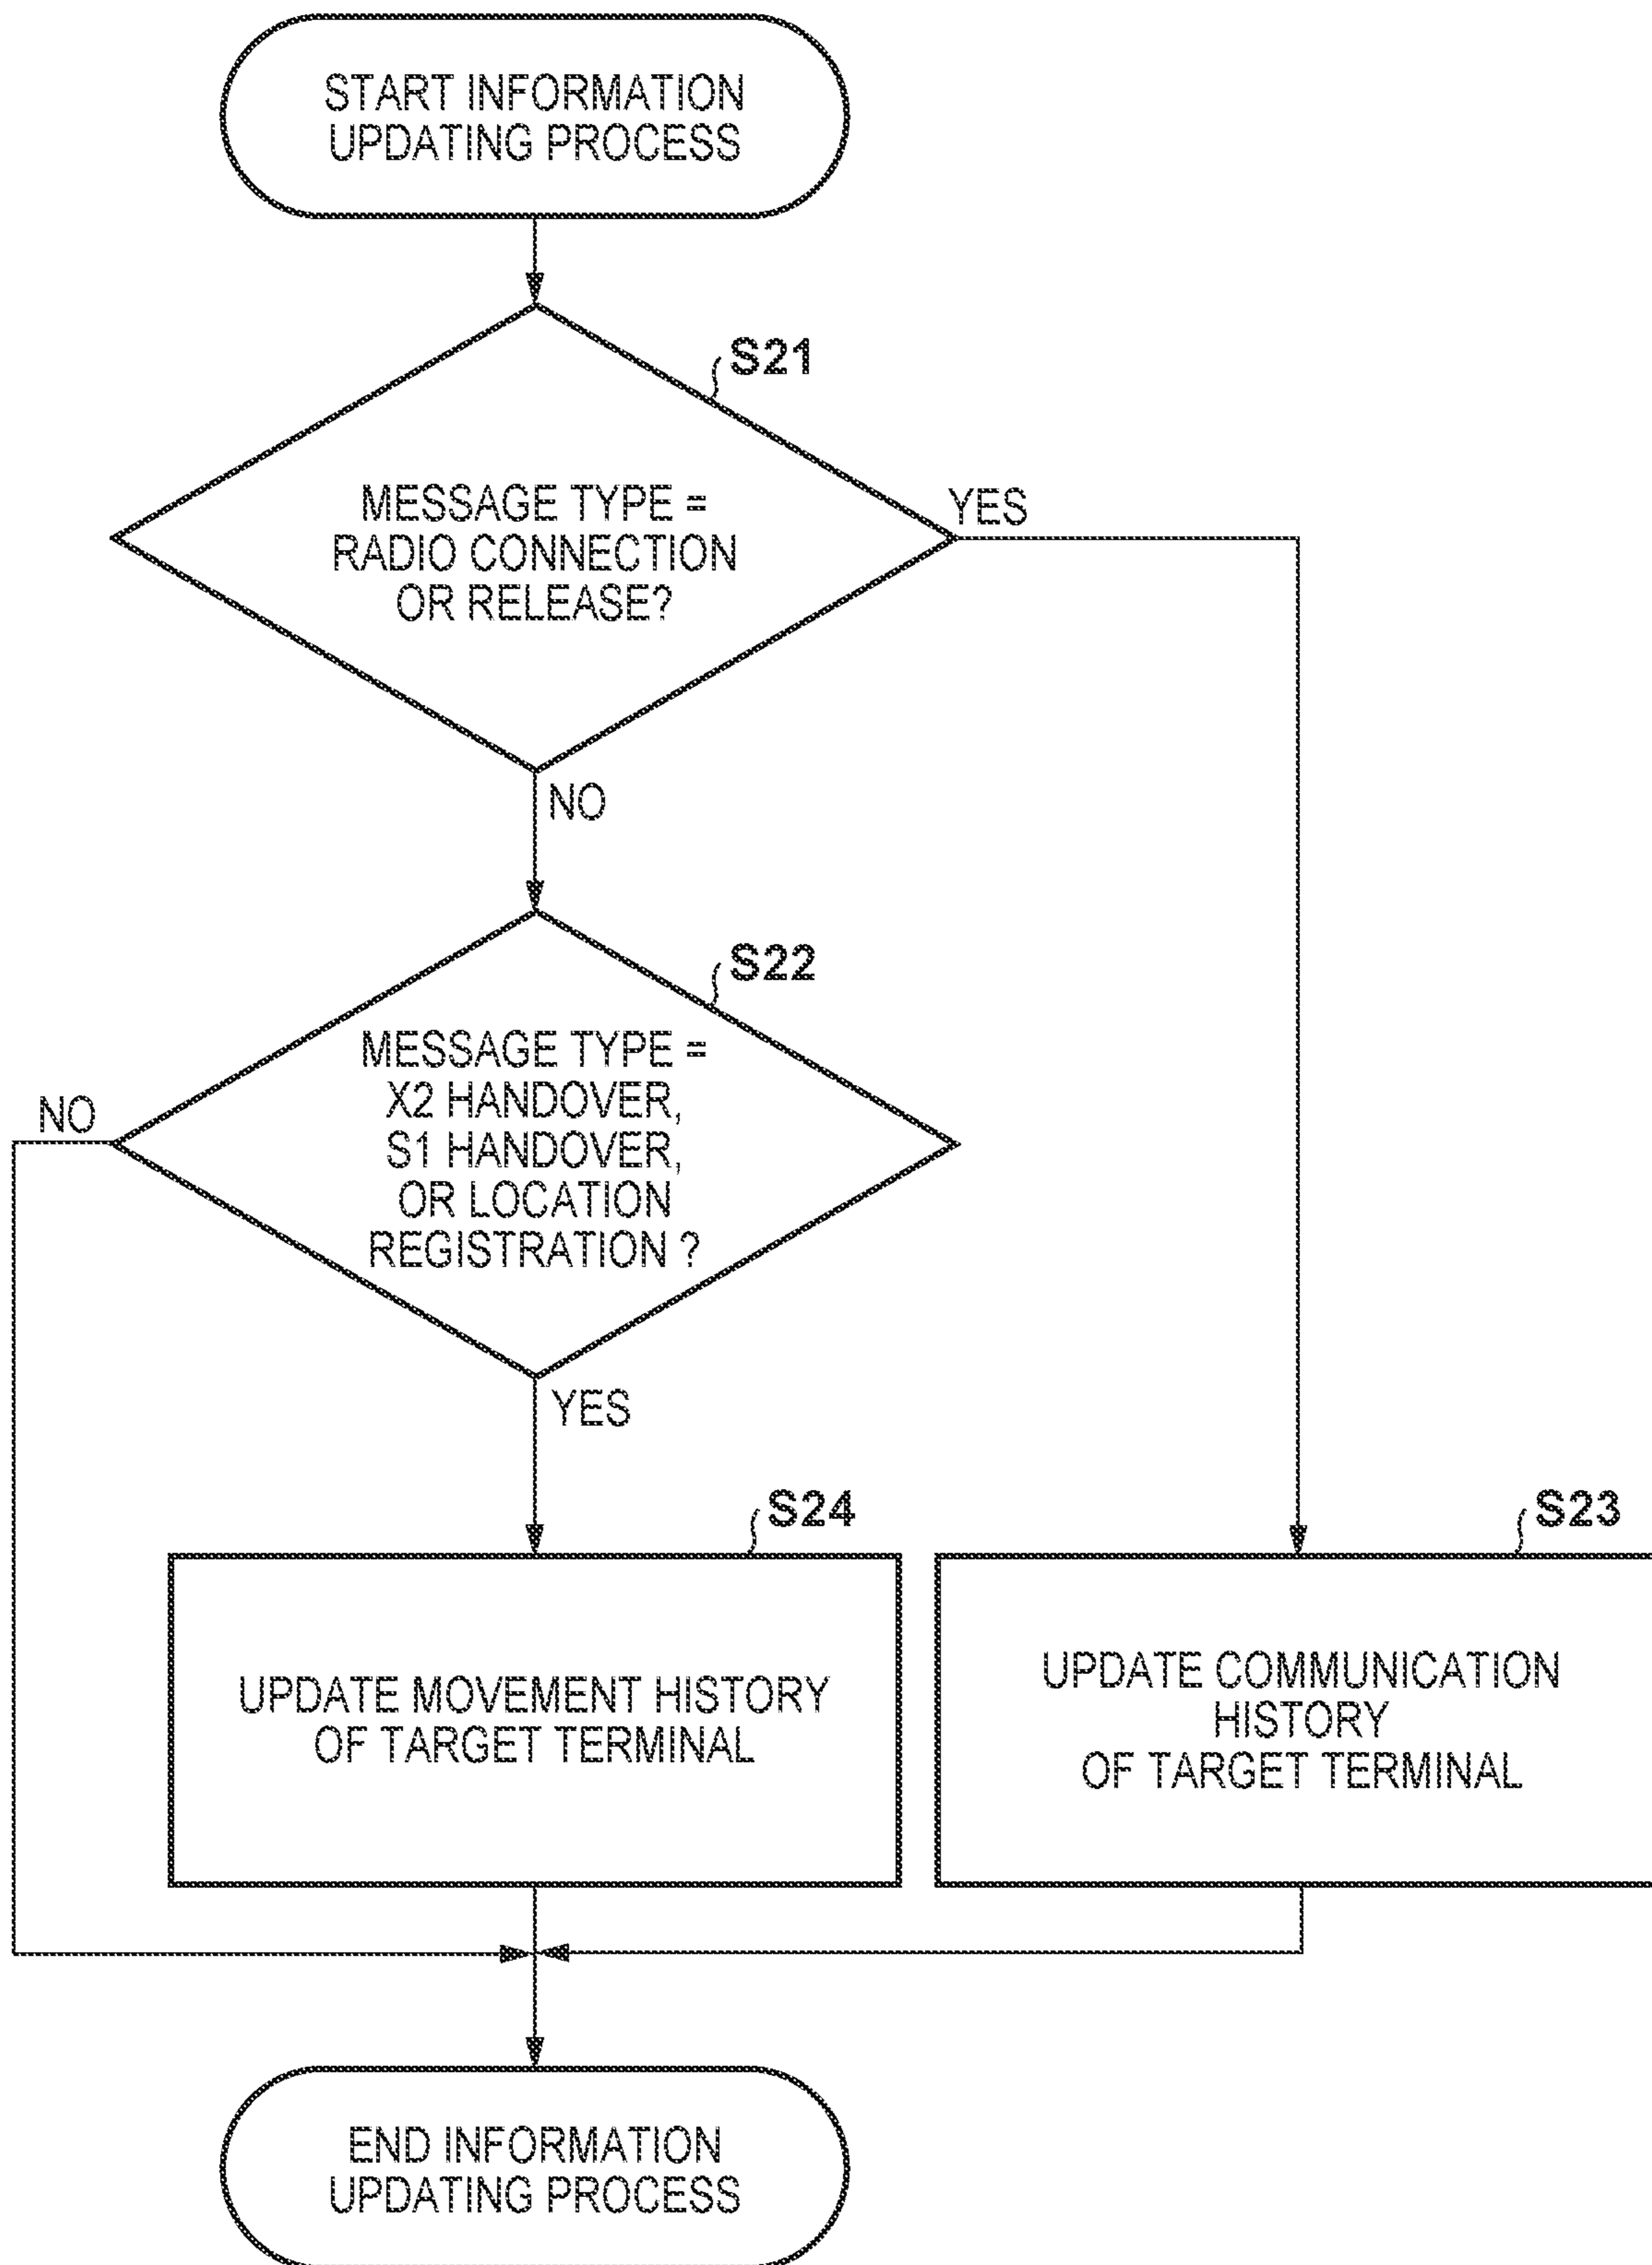 START INFORMATION
UPDATING PROCESS
S21
MESSAGE TYPE =
RADIO CONNECTION
OR RELEASE?
YES
NO
S22
MESSAGE TYPE =
X2 HANDOVER,
S1 HANDOVER,
OR LOCATION
REGISTRATION ?
NO
YES
S24
UPDATE MOVEMENT HISTORY
OF TARGET TERMINAL
S23
UPDATE COMMUNICATION
HISTORY
OF TARGET TERMINAL
END INFORMATION
UPDATING PROCESS